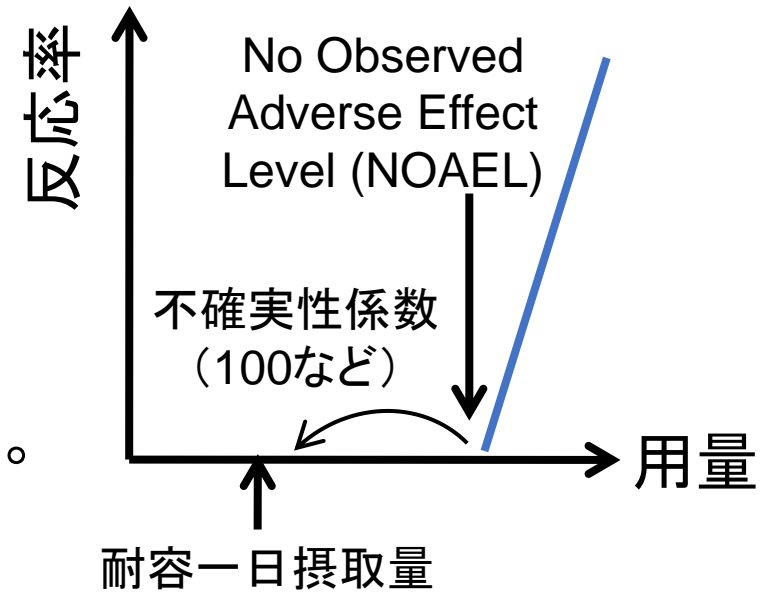 反応率
No Observed
Adverse Effect
Level (NOAEL)
不確実性係数
（100など）
。
用量
耐容一日摂取量